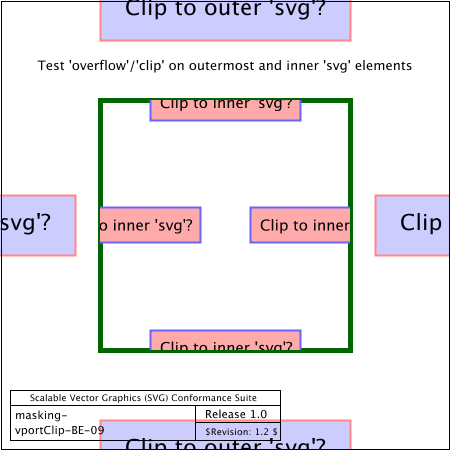 Clip to outer 'svg'?
Test 'overflow'/'clip' on outermost and inner 'svg' elements
Clip to inner 'svg'?
svg'?
o inner 'svg'?
Clip to inner
Clip
Clip to inner 'svg'?
Scalable Vector Graphics (SVG) Conformance Suite
masking-
vportClip-BE-09
Release 1.0
$Revision: 1.2 $
Clip to outer 'svg'?